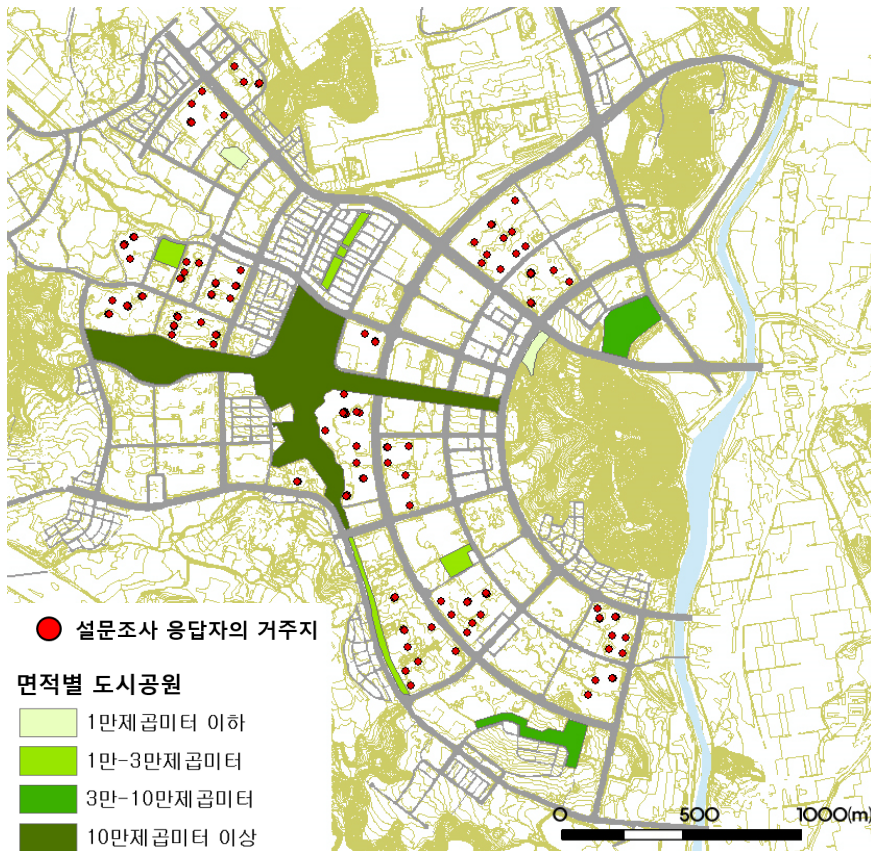 설문조사 응답자의 거주지
면적별 도시공원
1만제곱미터 이하
1만-3만제곱미터
3만-10만제곱미터
10만제곱미터 이상
0 500 1000(m)